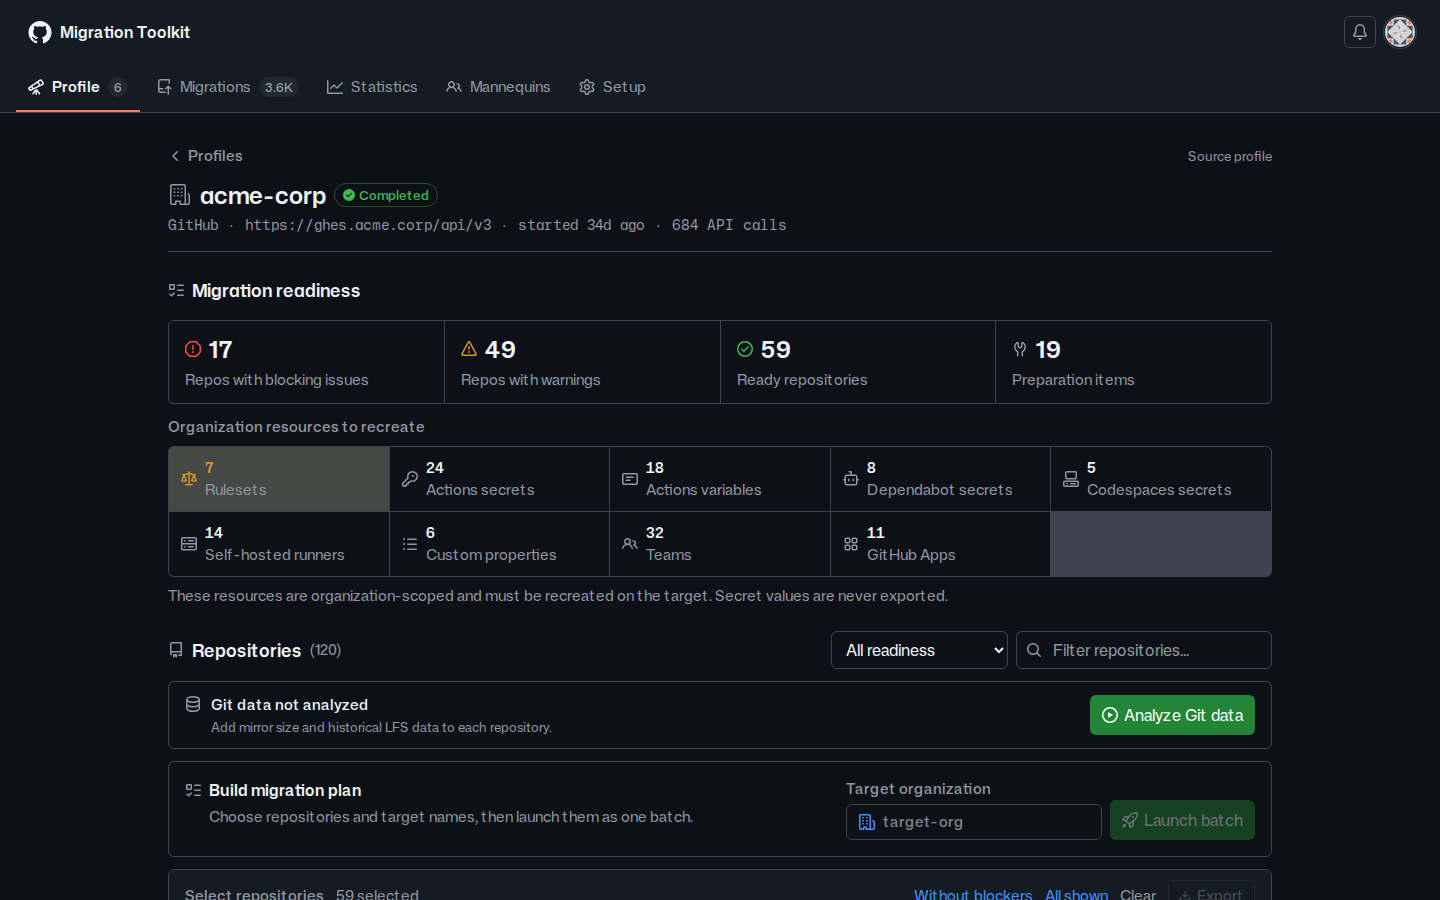 Migration Toolkit
Profile 6 Migrations 3.6K Statistics Mannequins Setup
Profiles Source profile
acme-corp Completed
GitHub · https://ghes.acme.corp/api/v3 · started 34d ago · 684 API calls
Migration readiness
17 49 59 19
Repos with blocking issues Repos with warnings Ready repositories Preparation items
Organization resources to recreate
7 24 18 8 5
Rulesets Actions secrets Actions variables Dependabot secrets Codespaces secrets
14 6 32 11
Self-hosted runners Custom properties Teams GitHub Apps
These resources are organization-scoped and must be recreated on the target. Secret values are never exported.
Repositories (120) All readiness Filter repositories...
Git data not analyzed
Add mirror size and historical LFS data to each repository.
Analyze Git data
Build migration plan
Choose repositories and target names, then launch them as one batch.
Target organization
target-org
Launch batch
Select repositories 59 selected Without blockers All shown Clear Export